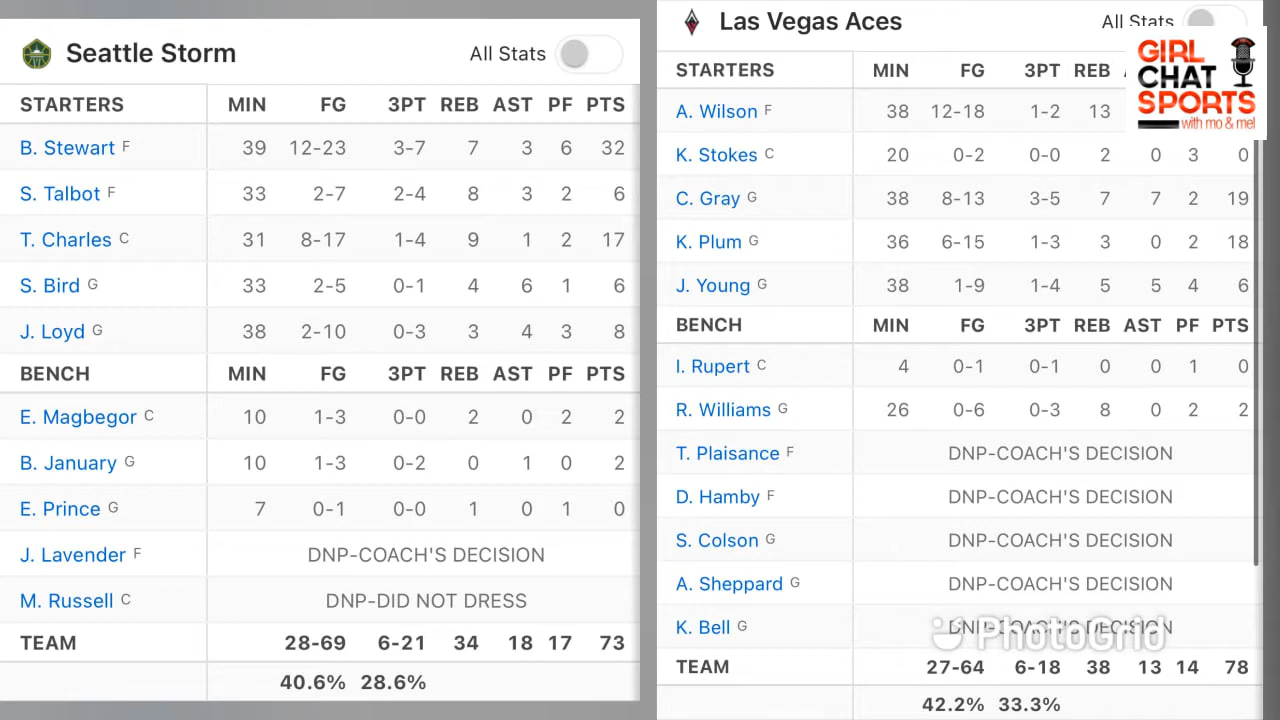 Seattle Storm All Stats
STARTERS MIN FG 3PT REB AST PF PTS
B. Stewart F 39 12-23 3-7 7 3 6 32
S. Talbot F 33 2-7 2-4 8 3 2 6
T. Charles C 31 8-17 1-4 9 1 2 17
S. Bird G 33 2-5 0-1 4 6 1 6
J. Loyd G 38 2-10 0-3 3 4 3 8
BENCH MIN FG 3PT REB AST PF PTS
E. Magbegor C 10 1-3 0-0 2 0 2 2
B. January G 10 1-3 0-2 0 1 0 2
E. Prince G 7 0-1 0-0 1 0 1 0
J. Lavender F DNP-COACH'S DECISION
M. Russell C DNP-DID NOT DRESS
TEAM 28-69 6-21 34 18 17 73
40.6% 28.6%
Las Vegas Aces All Stats
STARTERS MIN FG 3PT REB
A. Wilson F 38 12-18 1-2 13
K. Stokes C 20 0-2 0-0 2 0 3 0
C. Gray G 38 8-13 3-5 7 7 2 19
K. Plum G 36 6-15 1-3 3 0 2 18
J. Young G 38 1-9 1-4 5 5 4 6
BENCH MIN FG 3PT REB AST PF PTS
I. Rupert C 4 0-1 0-1 0 0 1 0
R. Williams G 26 0-6 0-3 8 0 2 2
T. Plaisance F DNP-COACH'S DECISION
D. Hamby F DNP-COACH'S DECISION
S. Colson G DNP-COACH'S DECISION
A. Sheppard G DNP-COACH'S DECISION
K. Bell G DNP-COACH'S DECISION
TEAM 27-64 6-18 38 13 14 78
42.2% 33.3%
GIRL
CHAT
SPORTS
with mo & mel
PhotoGrid